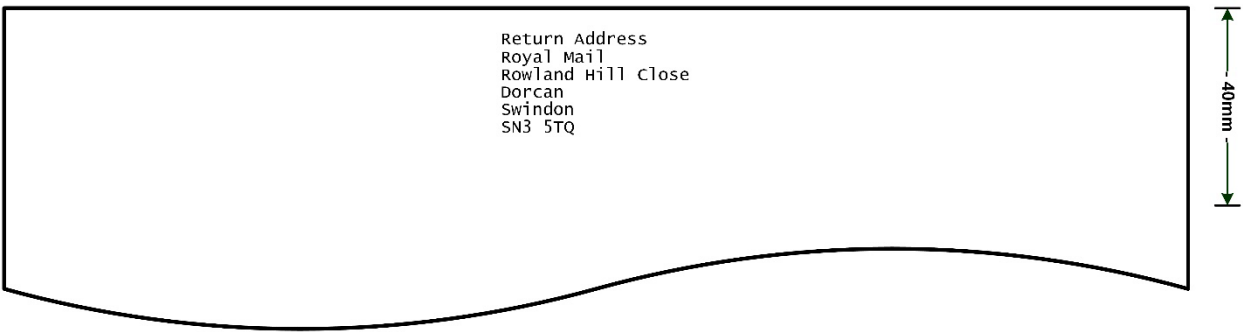 Return Address
Royal Mail
Rowland Hill Close
Dorcan
Swindon
SN3 5TQ
- 40mm -